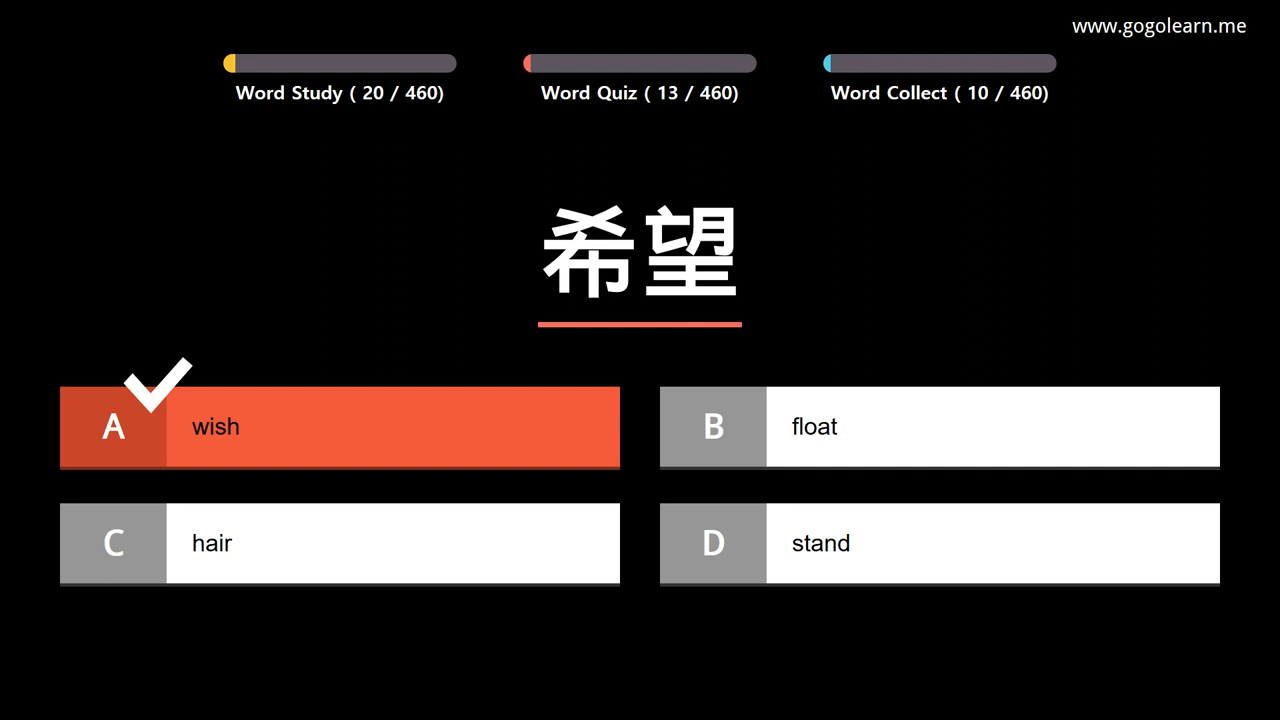 www.gogolearn.me
Word Study ( 20 / 460)
Word Quiz ( 13 / 460)
Word Collect ( 10 / 460)
希望
A wish
B float
C hair
D stand